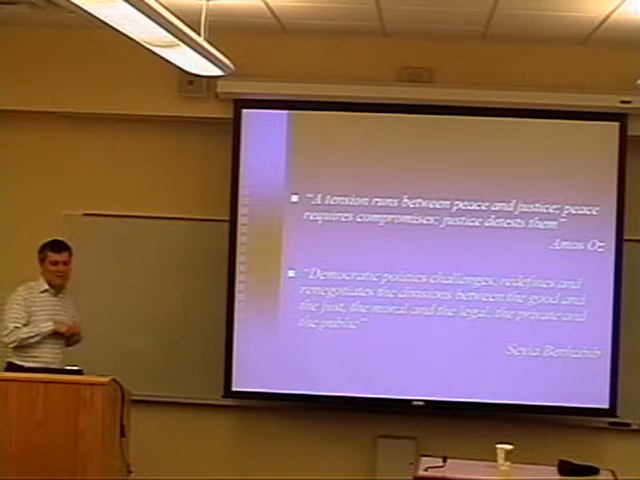 "A tension runs between peace and justice; peace
requires compromises; justice detests them"
Amos Oz
"Democratic politics challenges, redefines and
renegotiates the divisions between the good and
the just, the moral and the legal, the private and
the public"
Seyla Benhabib